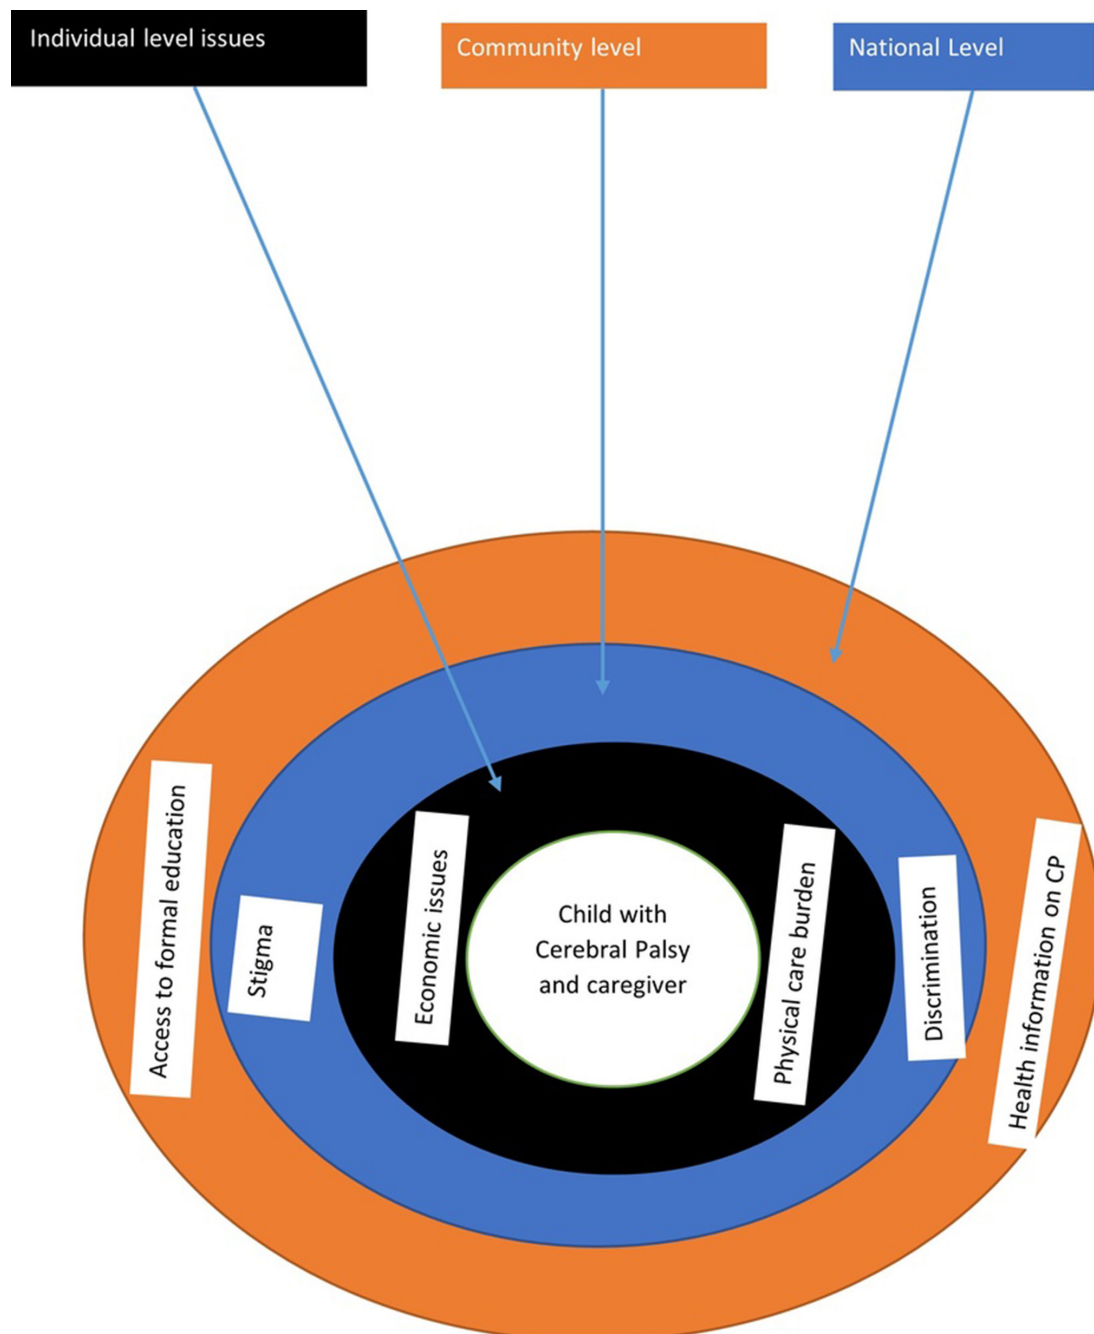 Individual level issues
Community level
National Level
Access to formal education
Stigma
Economic issues
Child with
Cerebral Palsy
and caregiver
Physical care burden
Discrimination
Health information on CP